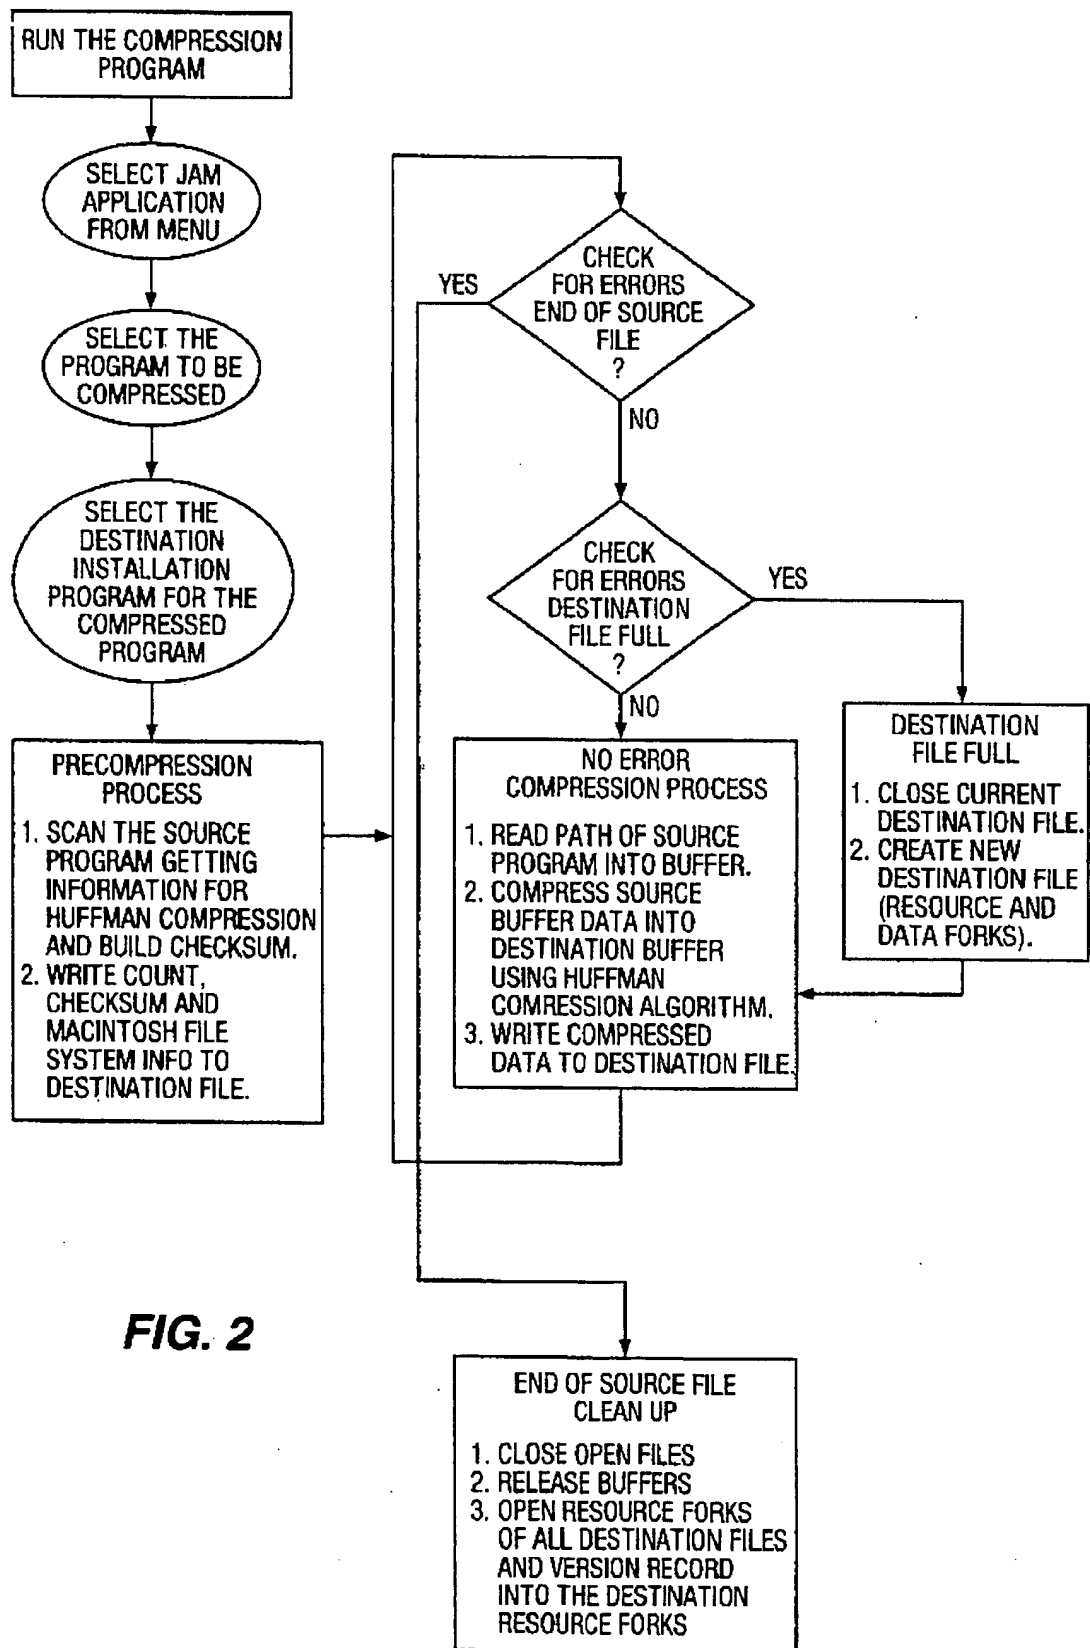 RUN THE COMPRESSION
PROGRAM
SELECT JAM
APPLICATION
FROM MENU
SELECT THE
PROGRAM TO BE
COMPRESSED
SELECT THE
DESTINATION
INSTALLATION
PROGRAM FOR THE
COMPRESSED
PROGRAM
PRECOMPRESSION
PROCESS
1. SCAN THE SOURCE
PROGRAM GETTING
INFORMATION FOR
HUFFMAN COMPRESSION
AND BUILD CHECKSUM.
2. WRITE COUNT,
CHECKSUM AND
MACINTOSH FILE
SYSTEM INFO TO
DESTINATION FILE.
CHECK
FOR ERRORS
END OF SOURCE
FILE
?
YES
NO
CHECK
FOR ERRORS
DESTINATION
FILE FULL
?
YES
NO
NO ERROR
COMPRESSION PROCESS
1. READ PATH OF SOURCE
PROGRAM INTO BUFFER.
2. COMPRESS SOURCE
BUFFER DATA INTO
DESTINATION BUFFER
USING HUFFMAN
COMRESSION ALGORITHM.
3. WRITE COMPRESSED
DATA TO DESTINATION FILE.
DESTINATION
FILE FULL
1. CLOSE CURRENT
DESTINATION FILE.
2. CREATE NEW
DESTINATION FILE
(RESOURCE AND
DATA FORKS).
END OF SOURCE FILE
CLEAN UP
1. CLOSE OPEN FILES
2. RELEASE BUFFERS
3. OPEN RESOURCE FORKS
OF ALL DESTINATION FILES
AND VERSION RECORD
INTO THE DESTINATION
RESOURCE FORKS
FIG. 2